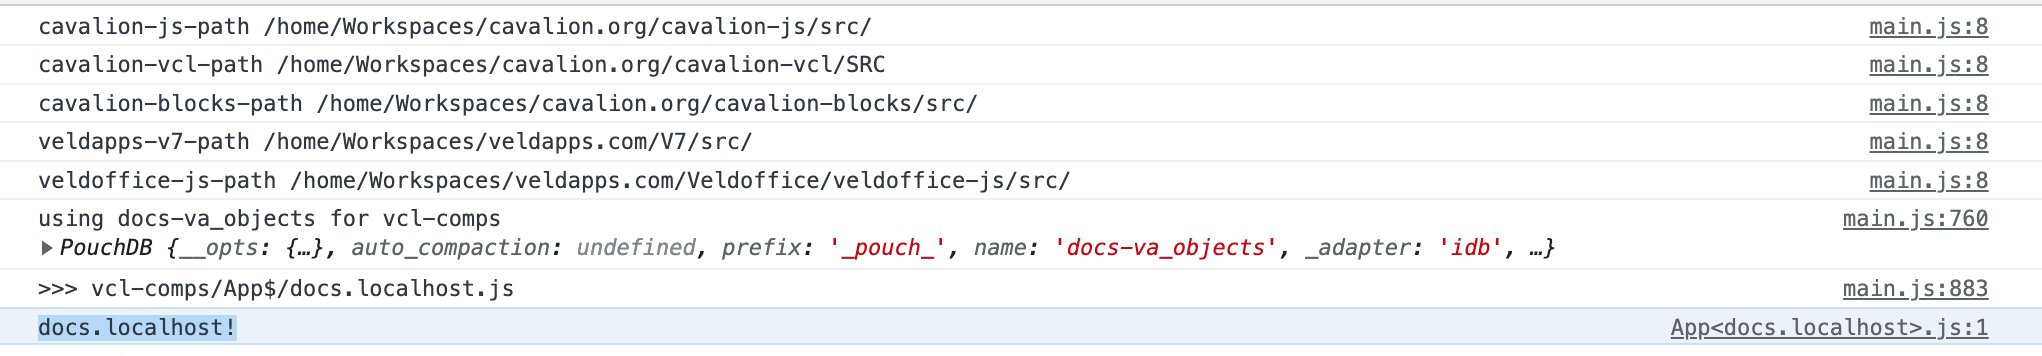 cavalion-js-path /home/Workspaces/cavalion.org/cavalion-js/src/ main.js:8
cavalion-vcl-path /home/Workspaces/cavalion.org/cavalion-vcl/SRC main.js:8
cavalion-blocks-path /home/Workspaces/cavalion.org/cavalion-blocks/src/ main.js:8
veldapps-v7-path /home/Workspaces/veldapps.com/V7/src/ main.js:8
veldoffice-js-path /home/Workspaces/veldapps.com/Veldoffice/veldoffice-js/src/ main.js:8
using docs-va_objects for vcl-comps main.js:760
PouchDB {__opts: {…}, auto_compaction: undefined, prefix: '_pouch_', name: 'docs-va_objects', _adapter: 'idb', …}
>>> vcl-comps/App$/docs.localhost.js main.js:883
docs.localhost! App<docs.localhost>.js:1